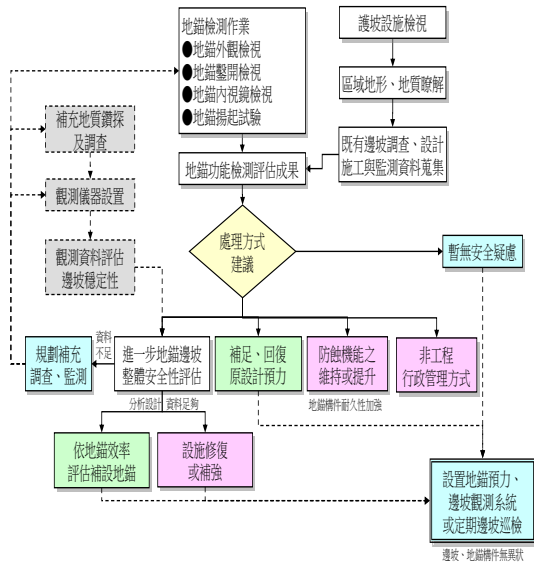 地錨檢測作業
●地錨外觀檢視
●地錨鑿開檢視
●地錨內視鏡檢視
●地錨揚起試驗
護坡設施檢視
區域地形、地質瞭解
既有邊坡調查、設計
施工與監測資料蒐集
補充地質鑽探
及調查
觀測儀器設置
觀測資料評估
邊坡穩定性
地錨功能檢測評估成果
處理方式
建議
暫無安全疑慮
規劃補充
調查、監測
資料
不足
進一步地錨邊坡
整體安全性評估
補足、回復
原設計預力
防蝕機能之
維持或提升
非工程
行政管理方式
分析設計 資料足夠
地錨構件耐久性加強
依地錨效率
評估補設地錨
設施修復
或補強
設置地錨預力、
邊坡觀測系統
或定期邊坡巡檢
邊坡、地錨構件無異狀